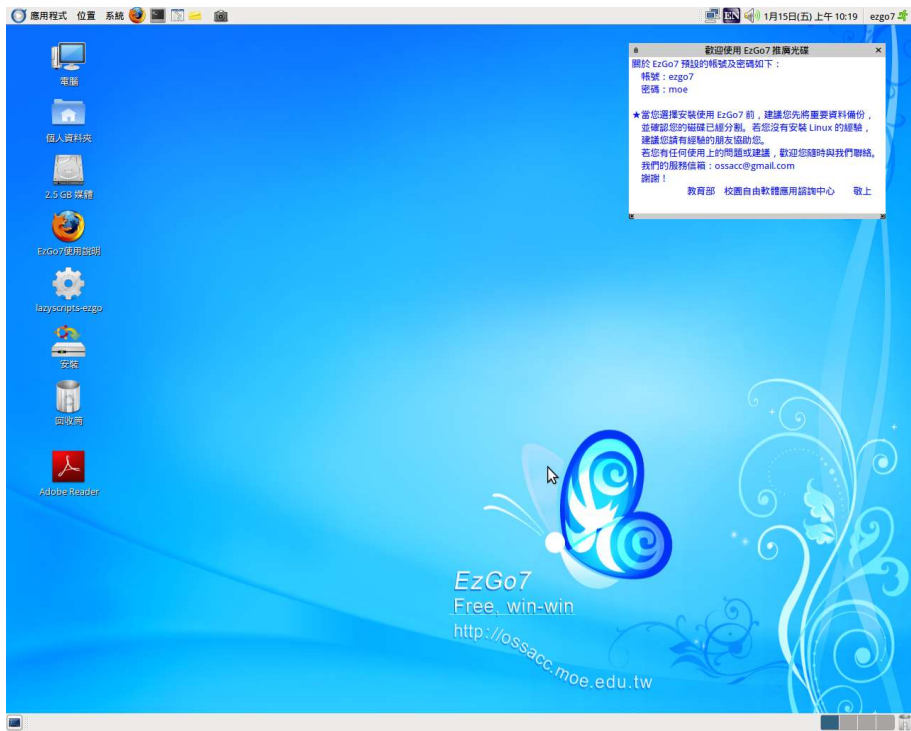 應用程式 位置 系統
EN 1月15日(五) 上午 10:19 ezgo7
電腦
個人資料夾
2.5 GB 媒體
EzGo7使用說明
lazyscripts-ezgo
安裝
回收筒
Adobe Reader
歡迎使用 EzGo7 推廣光碟
關於 EzGo7 預設的帳號及密碼如下：
帳號：ezgo7
密碼：moe
★當您選擇安裝使用 EzGo7 前，建議您先將重要資料備份，
並確認您的磁碟已經分割。若您沒有安裝 Linux 的經驗，
建議您請有經驗的朋友協助您。
若您有任何使用上的問題或建議，歡迎您隨時與我們聯絡。
我們的服務信箱：ossacc@gmail.com
謝謝！
教育部 校園自由軟體應用諮詢中心 敬上
EzGo7
Free, win-win
http://ossacc.moe.edu.tw